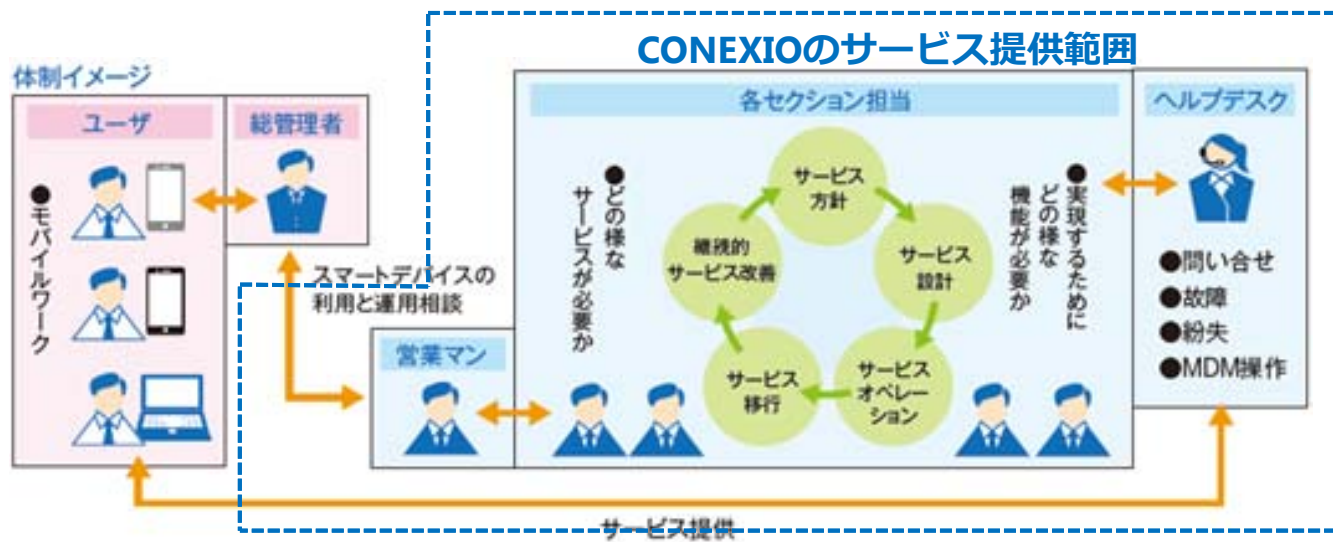 CONEXIOのサービス提供範囲
体制イメージ
ユーザ
総管理者
各セクション担当
ヘルプデスク
●モバイルワーク
●どの様な
サービスが必要か
サービス
方針
サービス
設計
サービス
オペレー
ション
サービス
移行
継続的
サービス改善
●実現するために
どの様な
機能が必要か
●問い合せ
●故障
●紛失
●MDM操作
スマートデバイスの
利用と運用相談
営業マン
サービス提供